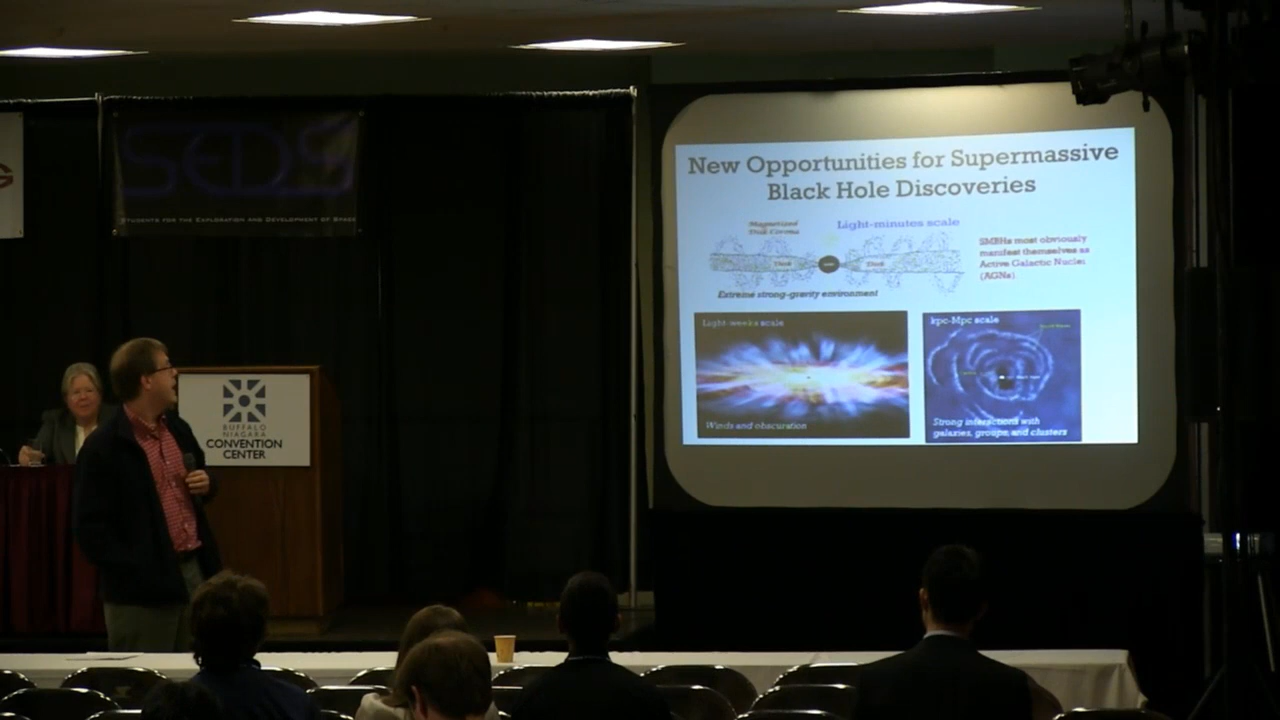 G
SEDS
STUDENTS FOR THE EXPLORATION AND DEVELOPMENT OF SPACE
BUFFALO
NIAGARA
CONVENTION
CENTER
New Opportunities for Supermassive
Black Hole Discoveries
Magnetized
Disk Corona
Light-minutes scale
SMBHs most obviously
manifest themselves as
Active Galactic Nuclei
(AGNs)
Disk
Disk
Extreme strong-gravity environment
Light-weeks scale
Winds and obscuration
kpc-Mpc scale
Strong interactions with
galaxies, groups, and clusters